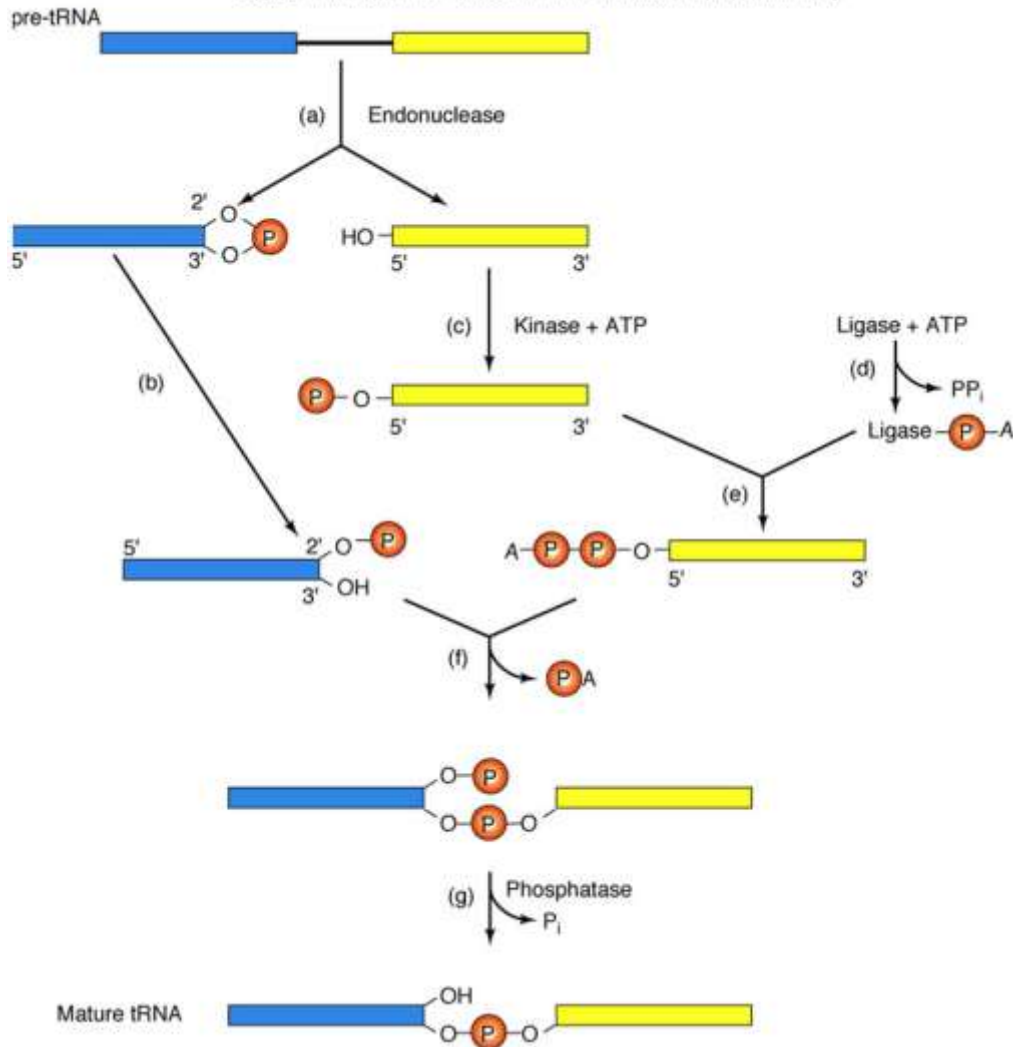 pre-tRNA
(a) Endonuclease
2'
O
P
HO
O
5' 3' 5' 3'
(c) Kinase + ATP Ligase + ATP
(b) (d)
PPi
P O
5' 3' Ligase P A
(e)
5' 2' O P A P P O
3' OH 5' 3'
(f)
P A
O P
O P O
(g) Phosphatase
Pi
OH
Mature tRNA
O P O